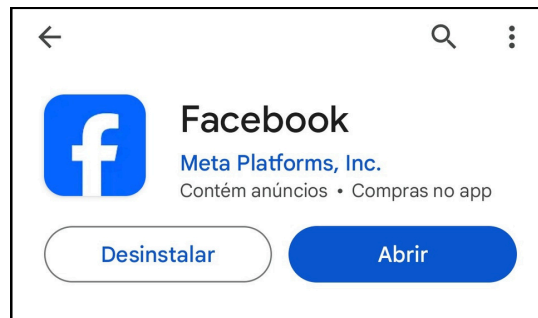 Facebook
Meta Platforms, Inc.
Contém anúncios • Compras no app
Desinstalar
Abrir